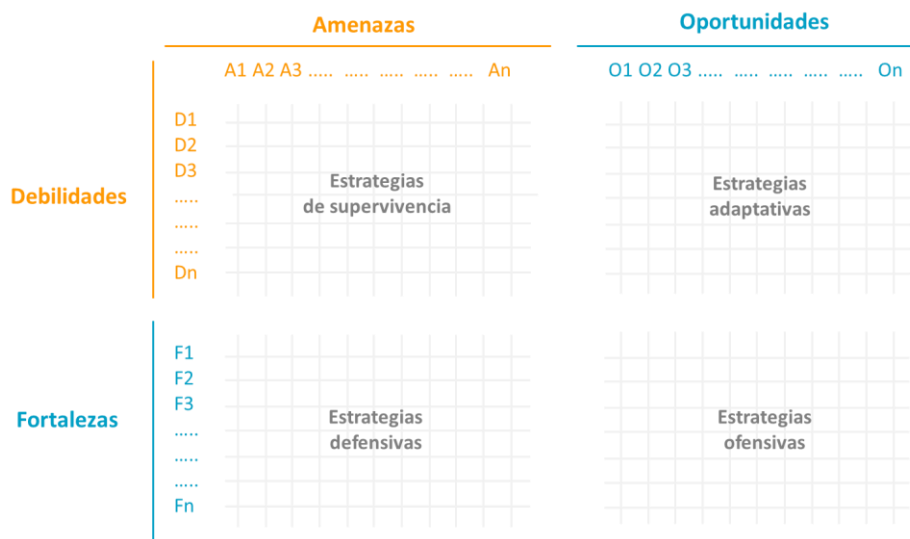 Amenazas
Oportunidades
A1 A2 A3 ..... ..... ..... ..... ..... An
O1 O2 O3 ..... ..... ..... ..... ..... On
Debilidades
D1
D2
D3
.....
.....
.....
Dn
Estrategias
de supervivencia
Estrategias
adaptativas
Fortalezas
F1
F2
F3
.....
.....
.....
Fn
Estrategias
defensivas
Estrategias
ofensivas